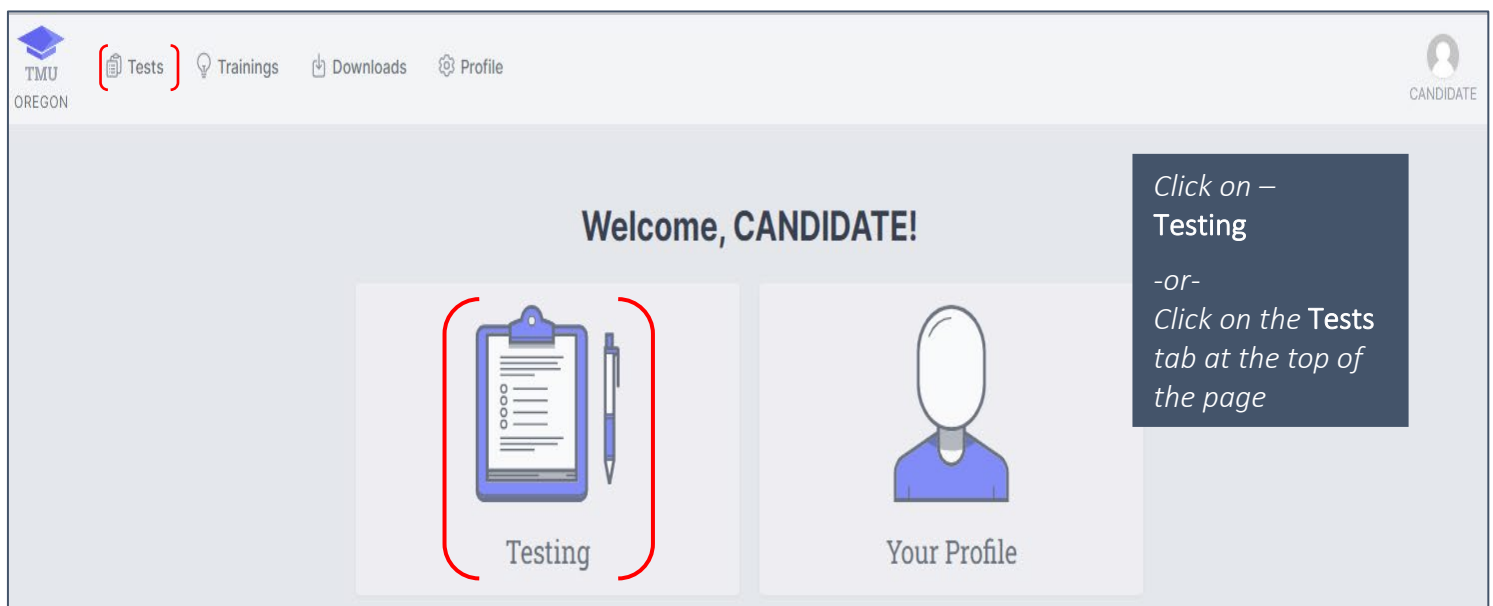 TMU
OREGON
Tests Trainings Downloads Profile
CANDIDATE
Welcome, CANDIDATE!
Click on –
Testing
-or-
Click on the Tests
tab at the top of
the page
Testing
Your Profile